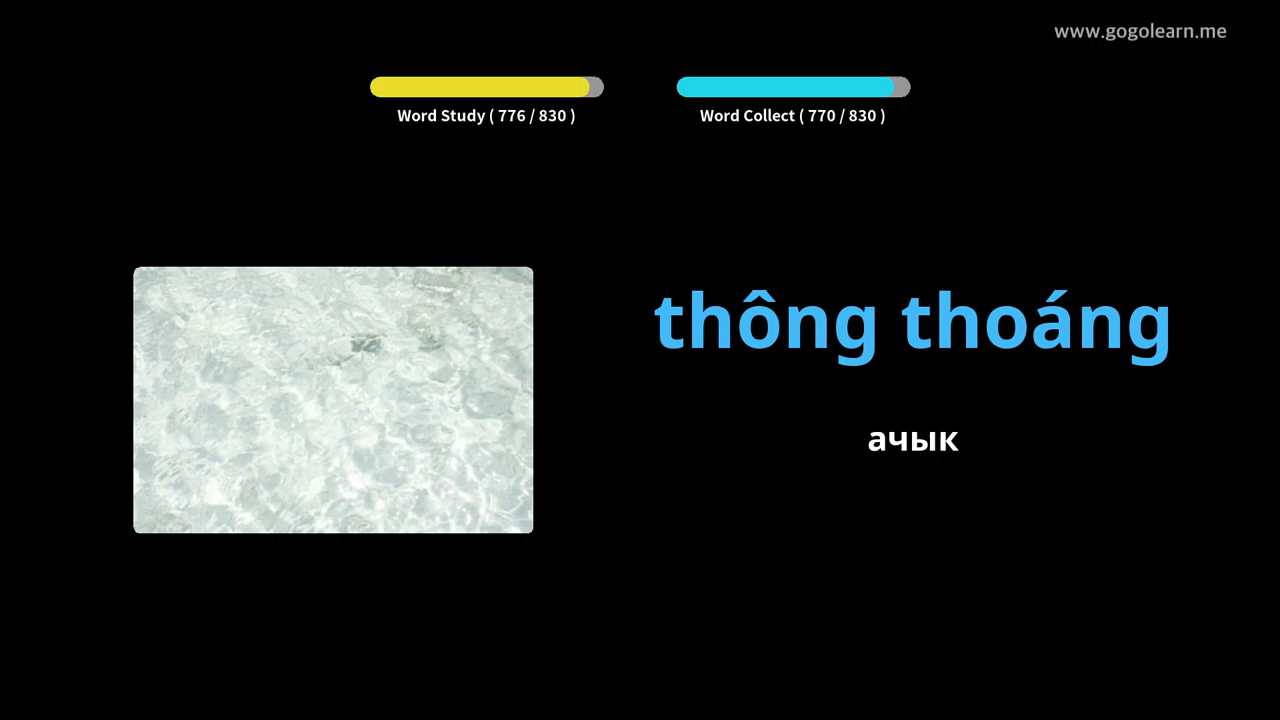 www.gogolearn.me
Word Study ( 776 / 830 )
Word Collect ( 770 / 830 )
thông thoáng
ачык